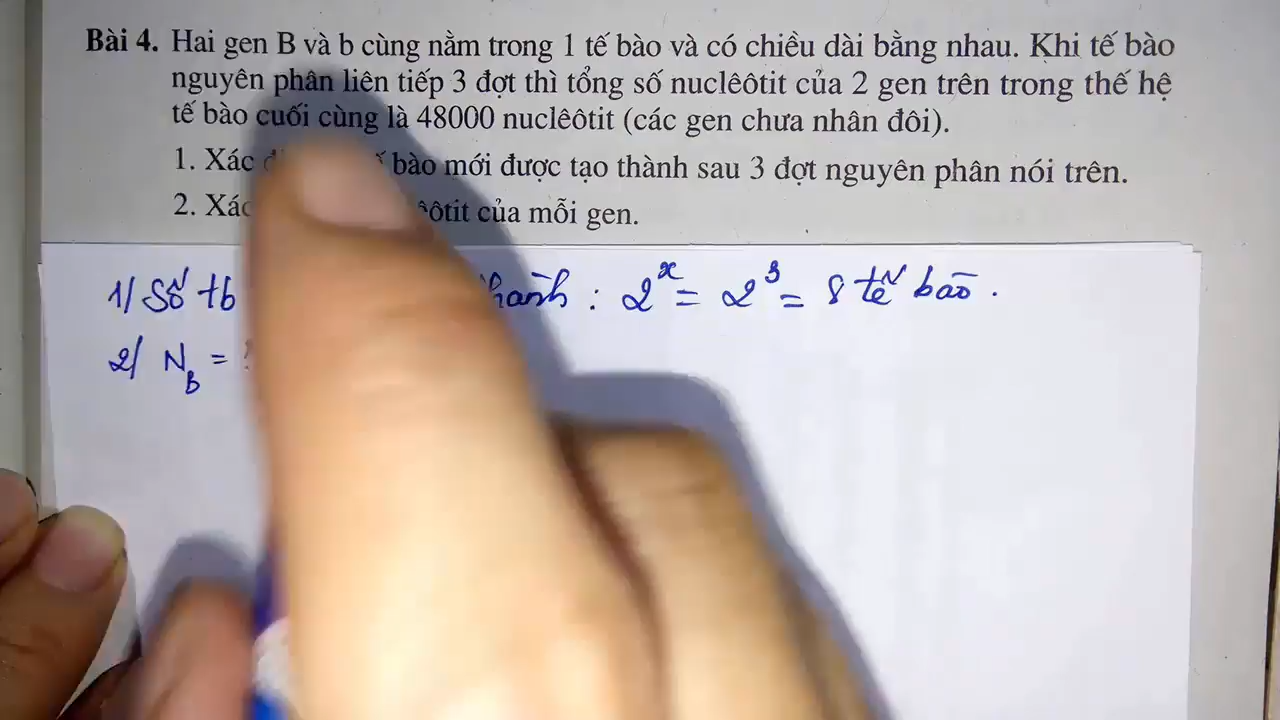 Bài 4. Hai gen B và b cùng nằm trong 1 tế bào và có chiều dài bằng nhau. Khi tế bào
nguyên phân liên tiếp 3 đợt thì tổng số nuclêôtit của 2 gen trên trong thế hệ
tế bào cuối cùng là 48000 nuclêôtit (các gen chưa nhân đôi).
1. Xác bào mới được tạo thành sau 3 đợt nguyên phân nói trên.
2. Xác êôtit của mỗi gen.
1/ Số tb hành : 2^x = 2^3 = 8 tế bào .
2/ N_B = ?